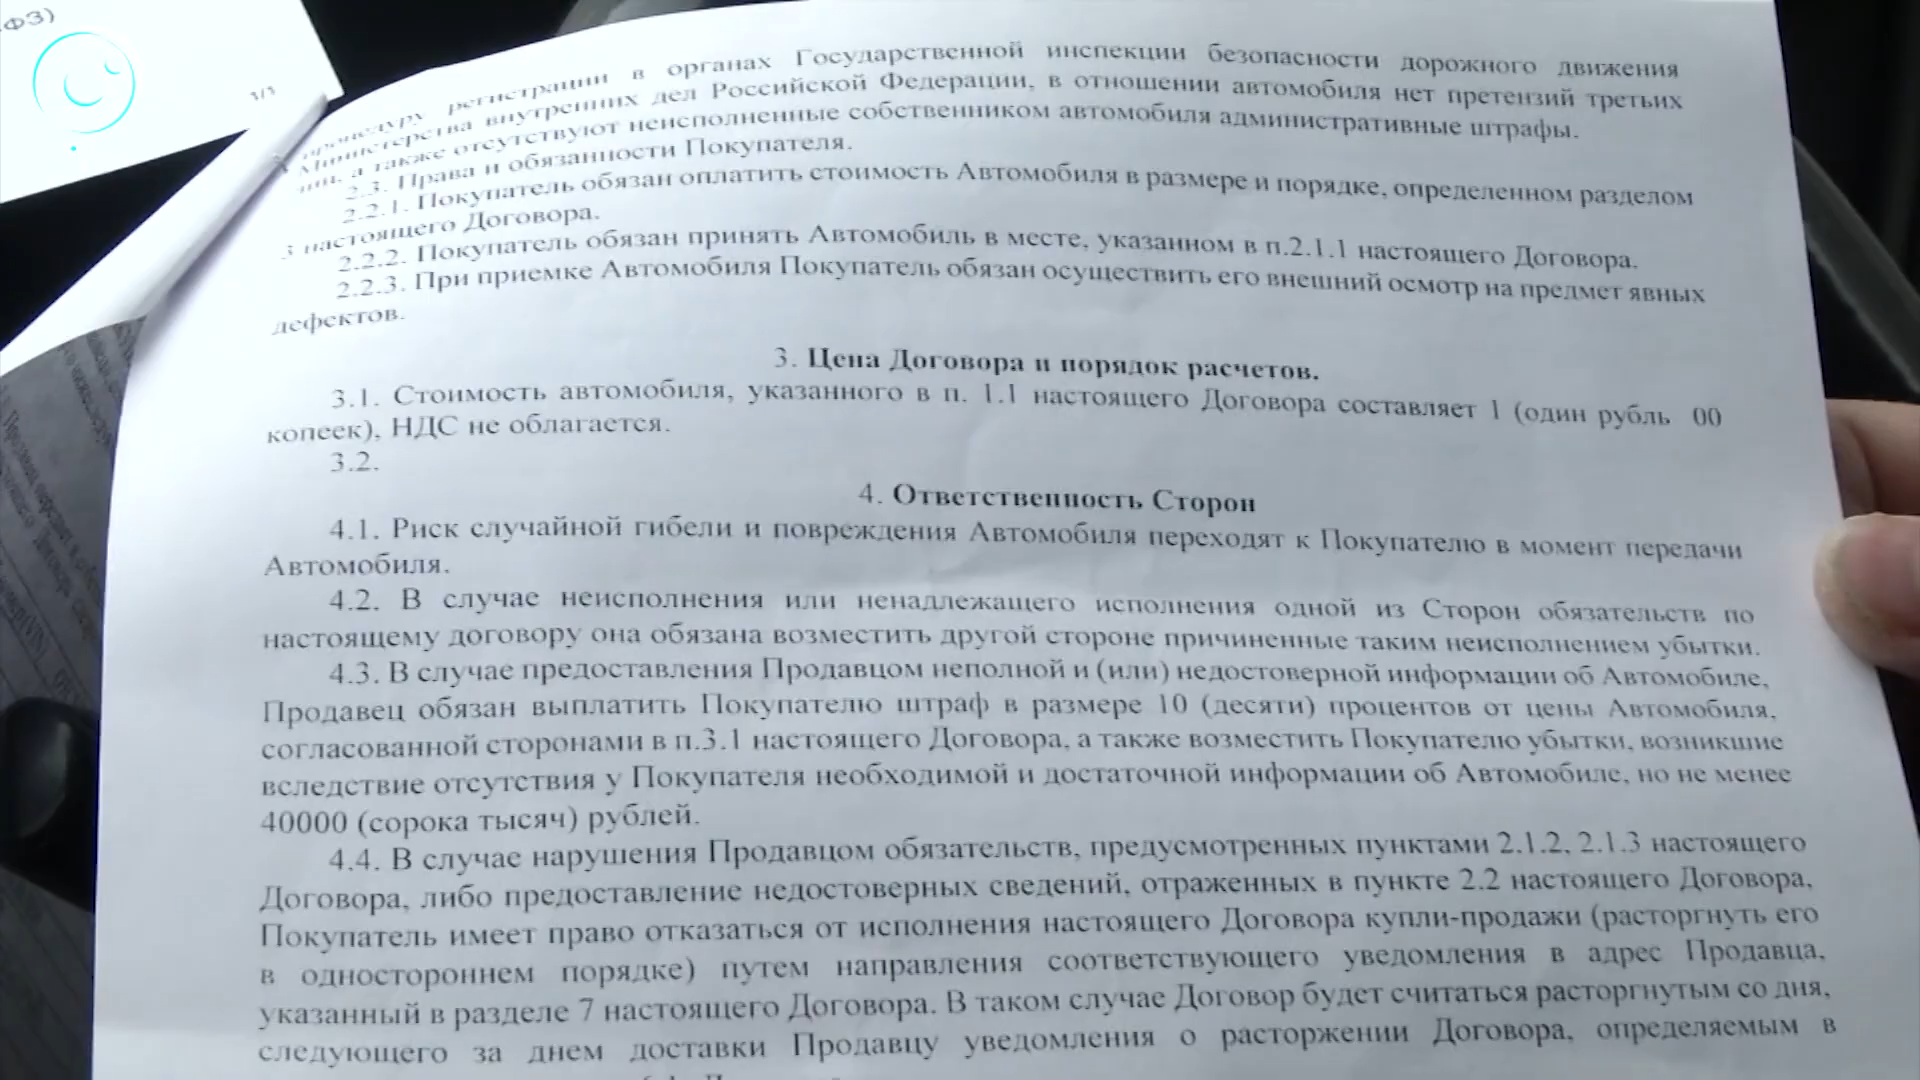 ФЗ)
3/3
процедуру регистрации в органах Государственной инспекции безопасности дорожного движения
Министерства внутренних дел Российской Федерации, в отношении автомобиля нет претензий третьих
лиц, а также отсутствуют неисполненные собственником автомобиля административные штрафы.
2.3. Права и обязанности Покупателя.
2.2.1. Покупатель обязан оплатить стоимость Автомобиля в размере и порядке, определенном разделом
3 настоящего Договора.
2.2.2. Покупатель обязан принять Автомобиль в месте, указанном в п.2.1.1 настоящего Договора.
2.2.3. При приемке Автомобиля Покупатель обязан осуществить его внешний осмотр на предмет явных
дефектов.
3. Цена Договора и порядок расчетов.
3.1. Стоимость автомобиля, указанного в п. 1.1 настоящего Договора составляет 1 (один рубль 00
копеек), НДС не облагается.
3.2.
4. Ответственность Сторон
4.1. Риск случайной гибели и повреждения Автомобиля переходят к Покупателю в момент передачи
Автомобиля.
4.2. В случае неисполнения или ненадлежащего исполнения одной из Сторон обязательств по
настоящему договору она обязана возместить другой стороне причиненные таким неисполнением убытки.
4.3. В случае предоставления Продавцом неполной и (или) недостоверной информации об Автомобиле,
Продавец обязан выплатить Покупателю штраф в размере 10 (десяти) процентов от цены Автомобиля,
согласованной сторонами в п.3.1 настоящего Договора, а также возместить Покупателю убытки, возникшие
вследствие отсутствия у Покупателя необходимой и достаточной информации об Автомобиле, но не менее
40000 (сорока тысяч) рублей.
4.4. В случае нарушения Продавцом обязательств, предусмотренных пунктами 2.1.2, 2.1.3 настоящего
Договора, либо предоставление недостоверных сведений, отраженных в пункте 2.2 настоящего Договора,
Покупатель имеет право отказаться от исполнения настоящего Договора купли-продажи (расторгнуть его
в одностороннем порядке) путем направления соответствующего уведомления в адрес Продавца,
указанный в разделе 7 настоящего Договора. В таком случае Договор будет считаться расторгнутым со дня,
следующего за днем доставки Продавцу уведомления о расторжении Договора, определяемым в